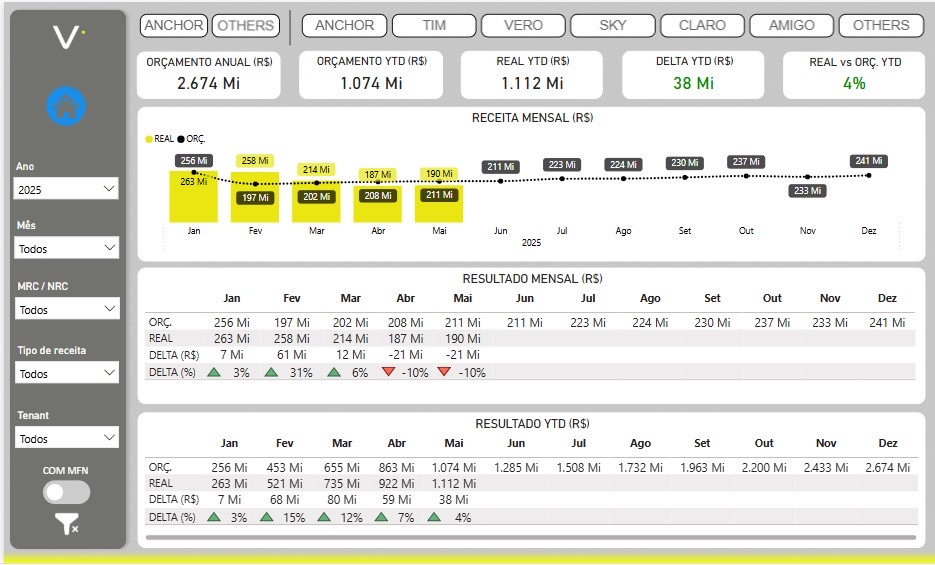 V
ANCHOR OTHERS ANCHOR TIM VERO SKY CLARO AMIGO OTHERS
ORÇAMENTO ANUAL (R$) ORÇAMENTO YTD (R$) REAL YTD (R$) DELTA YTD (R$) REAL vs ORÇ. YTD
2.674 Mi 1.074 Mi 1.112 Mi 38 Mi 4%
Ano
2025
Mês
Todos
MRC / NRC
Todos
Tipo de receita
Todos
Tenant
Todos
COM MFN
RECEITA MENSAL (R$)
REAL ORÇ.
256 Mi 258 Mi 214 Mi 187 Mi 190 Mi 211 Mi 223 Mi 224 Mi 230 Mi 237 Mi 233 Mi 241 Mi
263 Mi 197 Mi 202 Mi 208 Mi 211 Mi
Jan Fev Mar Abr Mai Jun Jul Ago Set Out Nov Dez
2025
RESULTADO MENSAL (R$)
Jan Fev Mar Abr Mai Jun Jul Ago Set Out Nov Dez
ORÇ. 256 Mi 197 Mi 202 Mi 208 Mi 211 Mi 211 Mi 223 Mi 224 Mi 230 Mi 237 Mi 233 Mi 241 Mi
REAL 263 Mi 258 Mi 214 Mi 187 Mi 190 Mi
DELTA (R$) 7 Mi 61 Mi 12 Mi -21 Mi -21 Mi
DELTA (%) 3% 31% 6% -10% -10%
RESULTADO YTD (R$)
Jan Fev Mar Abr Mai Jun Jul Ago Set Out Nov Dez
ORÇ. 256 Mi 453 Mi 655 Mi 863 Mi 1.074 Mi 1.285 Mi 1.508 Mi 1.732 Mi 1.963 Mi 2.200 Mi 2.433 Mi 2.674 Mi
REAL 263 Mi 521 Mi 735 Mi 922 Mi 1.112 Mi
DELTA (R$) 7 Mi 68 Mi 80 Mi 59 Mi 38 Mi
DELTA (%) 3% 15% 12% 7% 4%